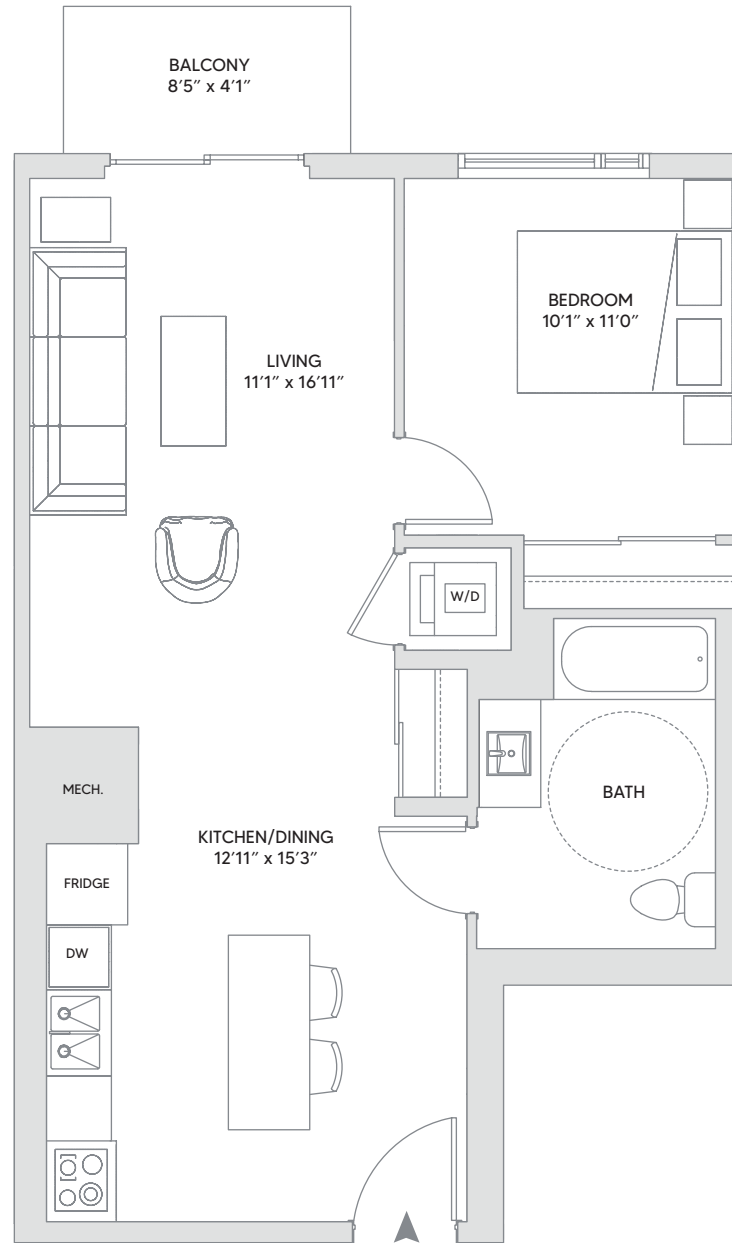 BALCONY
8′5″ x 4′1″
BEDROOM
10′1″ x 11′0″
LIVING
11′1″ x 16′11″
W/D
MECH.
BATH
KITCHEN/DINING
12′11″ x 15′3″
FRIDGE
DW